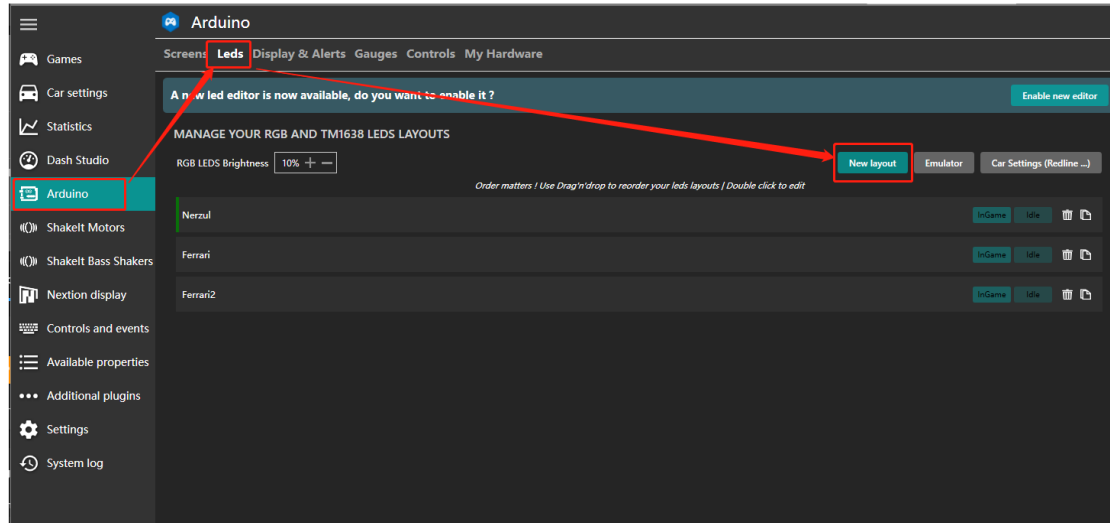 Arduino
Games
Car settings
Statistics
Dash Studio
Arduino
ShakeIt Motors
ShakeIt Bass Shakers
Nextion display
Controls and events
Available properties
Additional plugins
Settings
System log
Screens Leds Display & Alerts Gauges Controls My Hardware
A new led editor is now available, do you want to enable it ? Enable new editor
MANAGE YOUR RGB AND TM1638 LEDS LAYOUTS
RGB LEDS Brightness 10% + − New layout Emulator Car Settings (Redline ...)
Order matters ! Use Drag'n'drop to reorder your leds layouts / Double click to edit
Nerzul InGame Idle
Ferrari InGame Idle
Ferrari2 InGame Idle